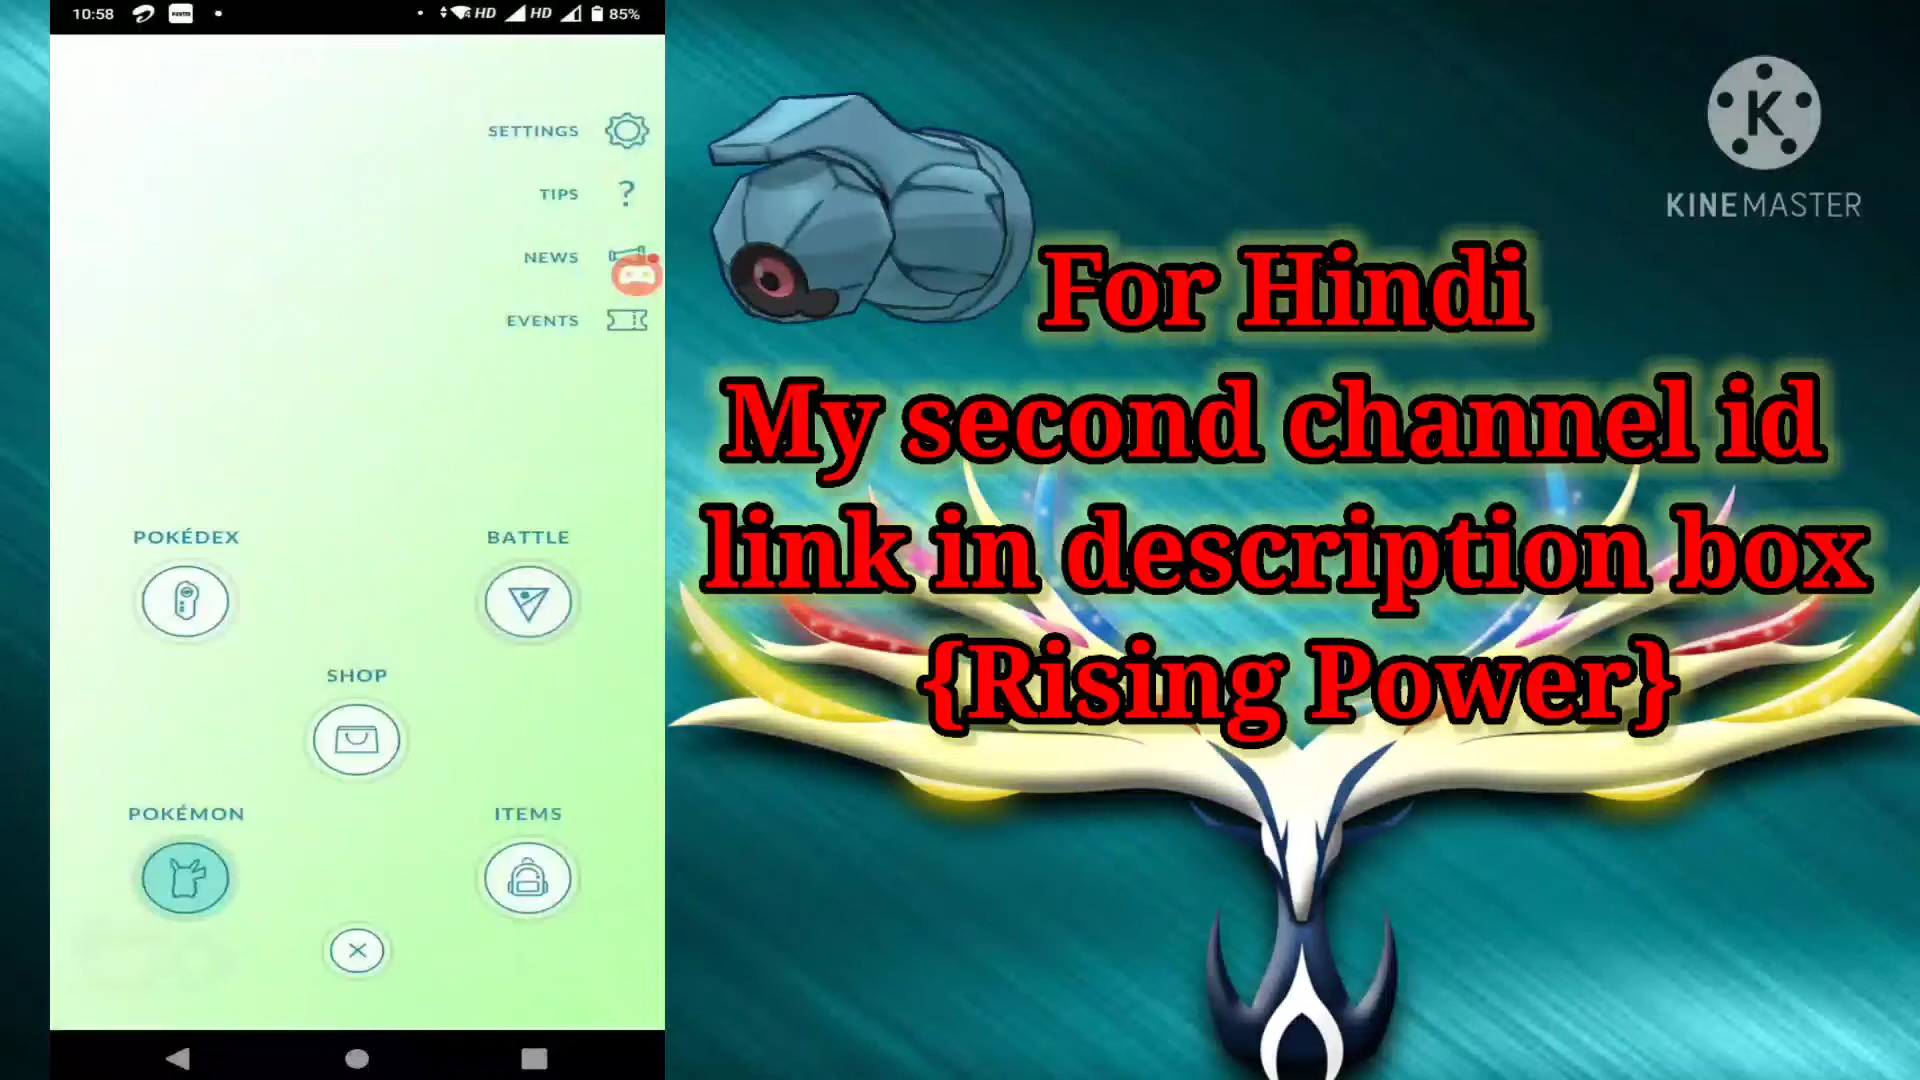 10:58
HD
HD
85%
SETTINGS
TIPS
?
NEWS
EVENTS
POKÉDEX
BATTLE
SHOP
POKÉMON
ITEMS
K
KINEMASTER
For Hindi
My second channel id
link in description box
{Rising Power}